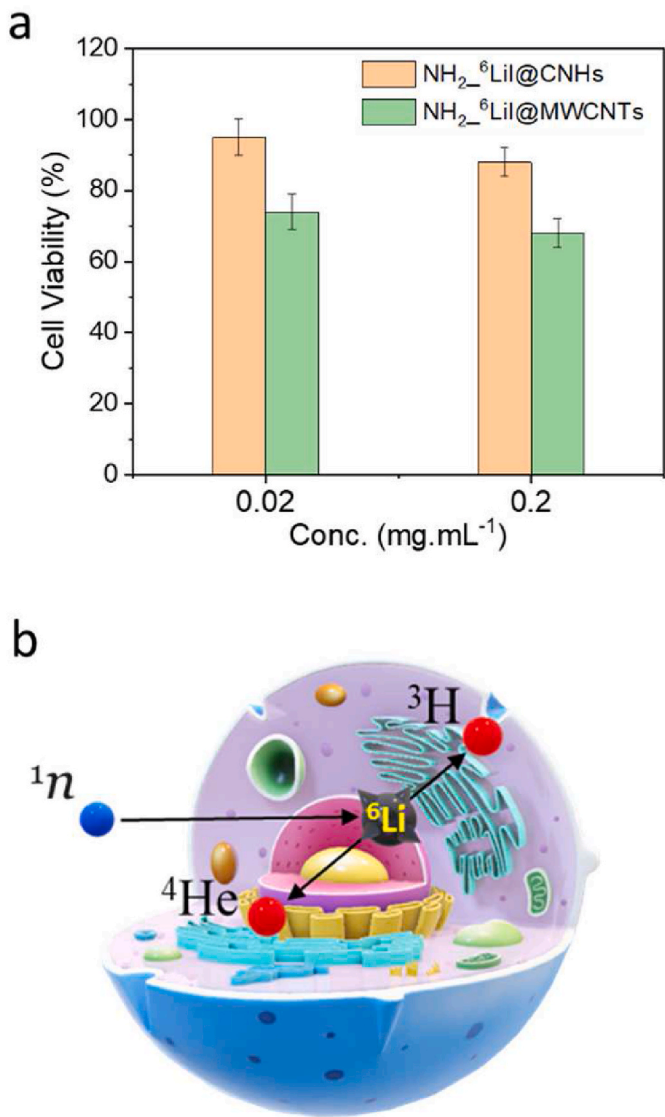 a
120
100
80
60
40
20
0
Cell Viability (%)
NH₂_⁶LiI@CNHs
NH₂_⁶LiI@MWCNTs
0.02
0.2
Conc. (mg.mL⁻¹)
b
³H
¹n
⁶Li
⁴He